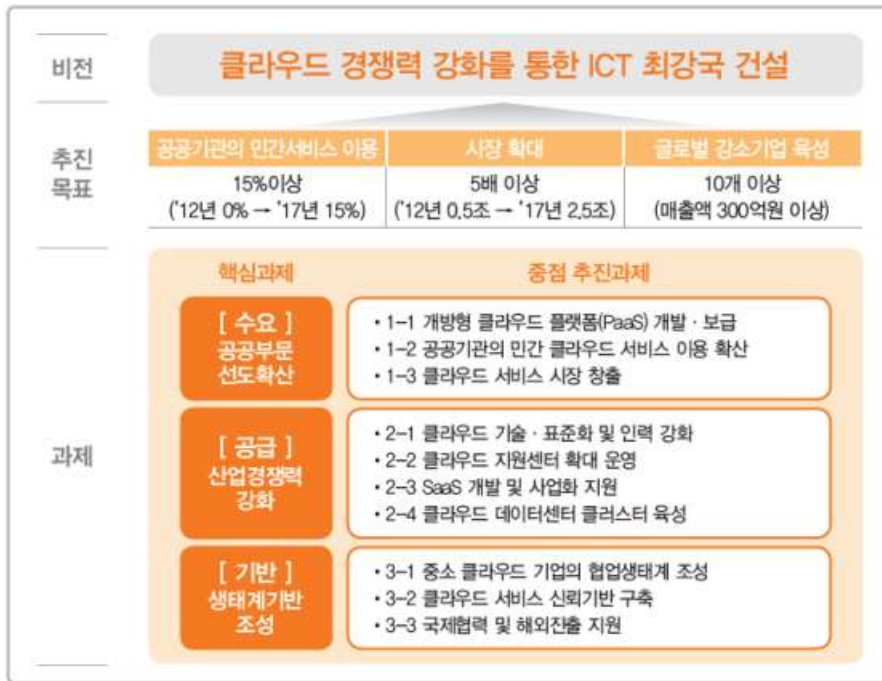 비전
클라우드 경쟁력 강화를 통한 ICT 최강국 건설
추진
목표
공공기관의 민간서비스 이용
시장 확대
글로벌 강소기업 육성
15%이상
('12년 0% → '17년 15%)
5배 이상
('12년 0.5조 → '17년 2.5조)
10개 이상
(매출액 300억원 이상)
과제
핵심과제
중점 추진과제
[ 수요 ]
공공부문
선도확산
• 1-1 개방형 클라우드 플랫폼(PaaS) 개발 · 보급
• 1-2 공공기관의 민간 클라우드 서비스 이용 확산
• 1-3 클라우드 서비스 시장 창출
[ 공급 ]
산업경쟁력
강화
• 2-1 클라우드 기술 · 표준화 및 인력 강화
• 2-2 클라우드 지원센터 확대 운영
• 2-3 SaaS 개발 및 사업화 지원
• 2-4 클라우드 데이터센터 클러스터 육성
[ 기반 ]
생태계기반
조성
• 3-1 중소 클라우드 기업의 협업생태계 조성
• 3-2 클라우드 서비스 신뢰기반 구축
• 3-3 국제협력 및 해외진출 지원